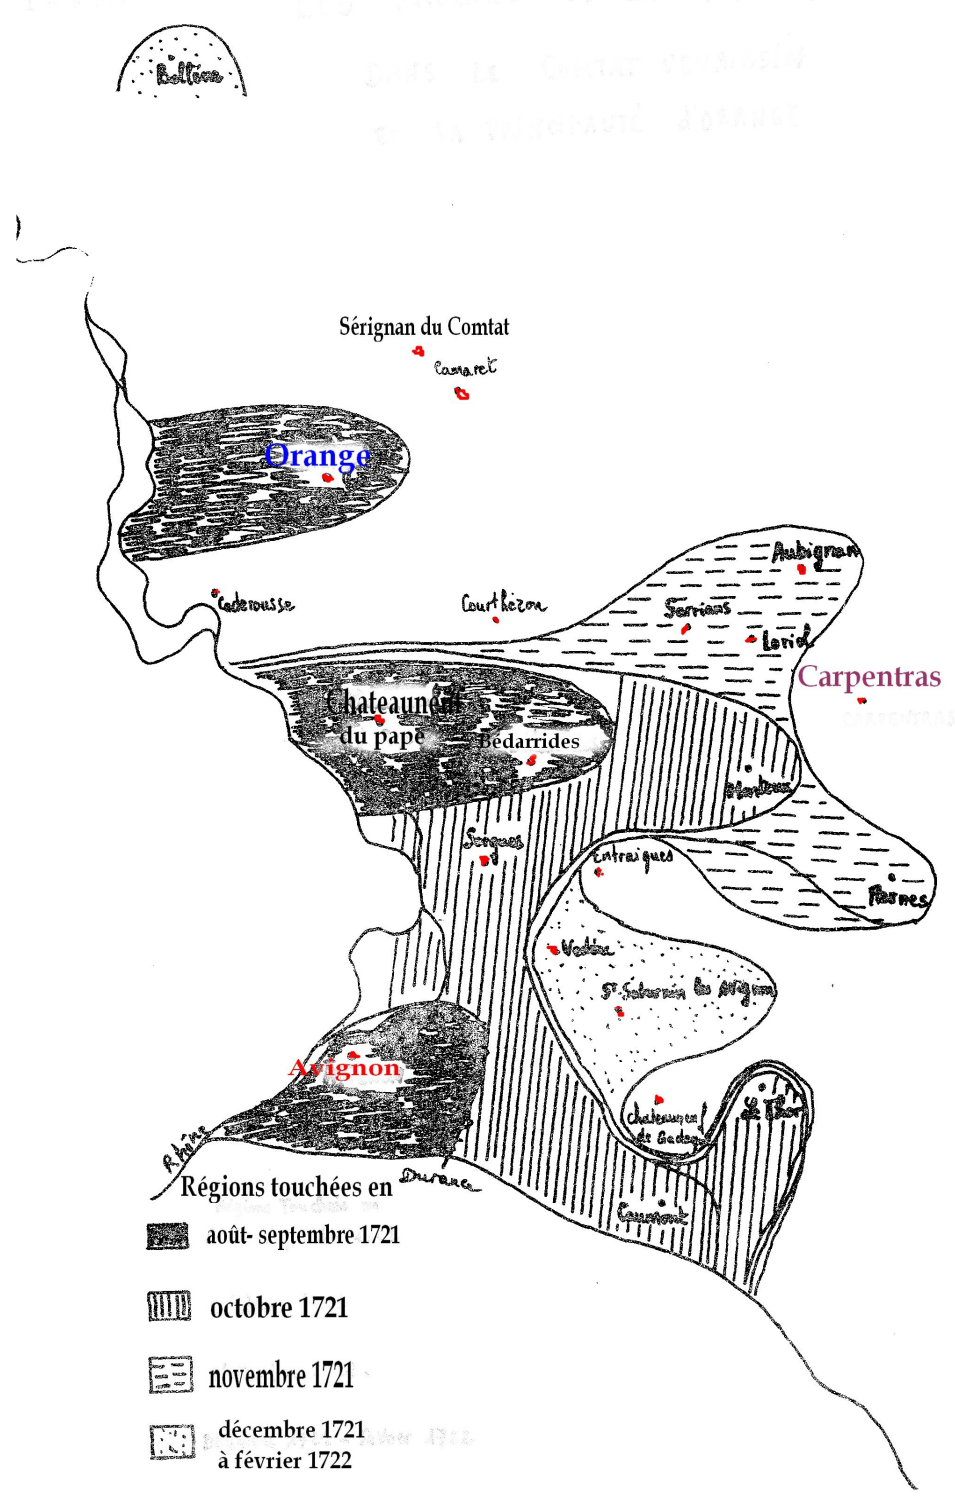 Bollène
Sérignan du Comtat
Camaret
Orange
Aubignan
Caderousse
Courthézon
Sarrians
Loriol
Carpentras
Chateauneuf
du pape
Bédarrides
Monteux
Sorgues
Entraigues
Pernes
Vedène
St Saturnin les Avignon
Avignon
Chateauneuf
de Gadagne
Le Thor
Rhône
Durance
Caumont
Régions touchées en
août- septembre 1721
octobre 1721
novembre 1721
décembre 1721
à février 1722